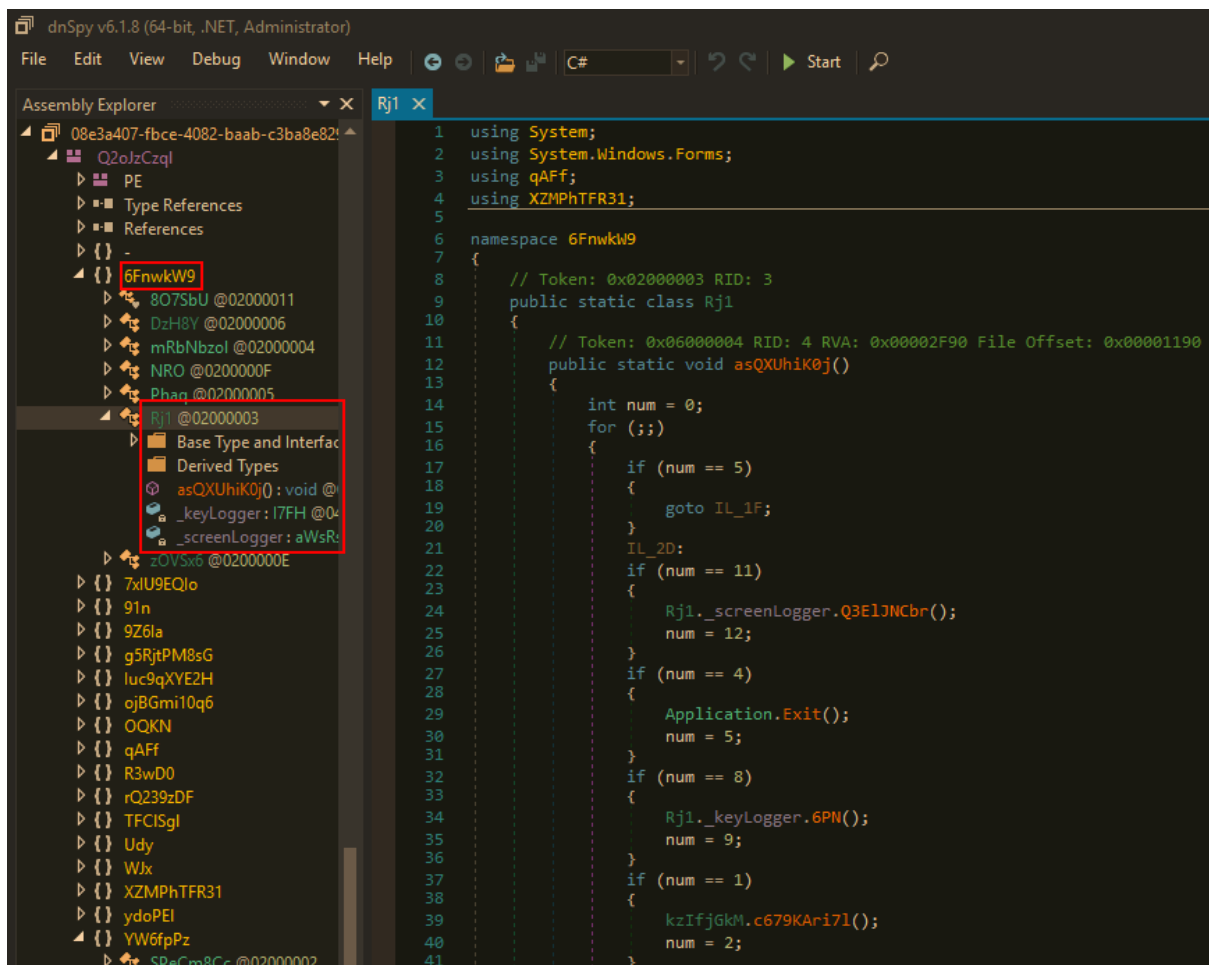 dnSpy v6.1.8 (64-bit, .NET, Administrator)
File Edit View Debug Window Help C# Start
Assembly Explorer
08e3a407-fbce-4082-baab-c3ba8e82
Q2oJzCzqI
PE
Type References
References
{} -
{} 6FnwkW9
8O7SbU @02000011
DzH8Y @02000006
mRbNbzoI @02000004
NRO @0200000F
Phaq @02000005
Rj1 @02000003
Base Type and Interfac
Derived Types
asQXUhiK0j() : void @
_keyLogger : I7FH @04
_screenLogger : aWsRs
zOVSx6 @0200000E
{} 7xIU9EQIo
{} 91n
{} 9Z6Ia
{} g5RjtPM8sG
{} Iuc9qXYE2H
{} ojBGmi10q6
{} OQKN
{} qAFf
{} R3wD0
{} rQ239zDF
{} TFCISgI
{} Udy
{} WJx
{} XZMPhTFR31
{} ydoPEI
{} YW6fpPz
SReCm8Cc @02000002
Rj1
1 using System;
2 using System.Windows.Forms;
3 using qAFf;
4 using XZMPhTFR31;
5
6 namespace 6FnwkW9
7 {
8 // Token: 0x02000003 RID: 3
9 public static class Rj1
10 {
11 // Token: 0x06000004 RID: 4 RVA: 0x00002F90 File Offset: 0x00001190
12 public static void asQXUhiK0j()
13 {
14 int num = 0;
15 for (;;)
16 {
17 if (num == 5)
18 {
19 goto IL_1F;
20 }
21 IL_2D:
22 if (num == 11)
23 {
24 Rj1._screenLogger.Q3ElJNCbr();
25 num = 12;
26 }
27 if (num == 4)
28 {
29 Application.Exit();
30 num = 5;
31 }
32 if (num == 8)
33 {
34 Rj1._keyLogger.6PN();
35 num = 9;
36 }
37 if (num == 1)
38 {
39 kzIfjGkM.c679KAri7l();
40 num = 2;
41 }